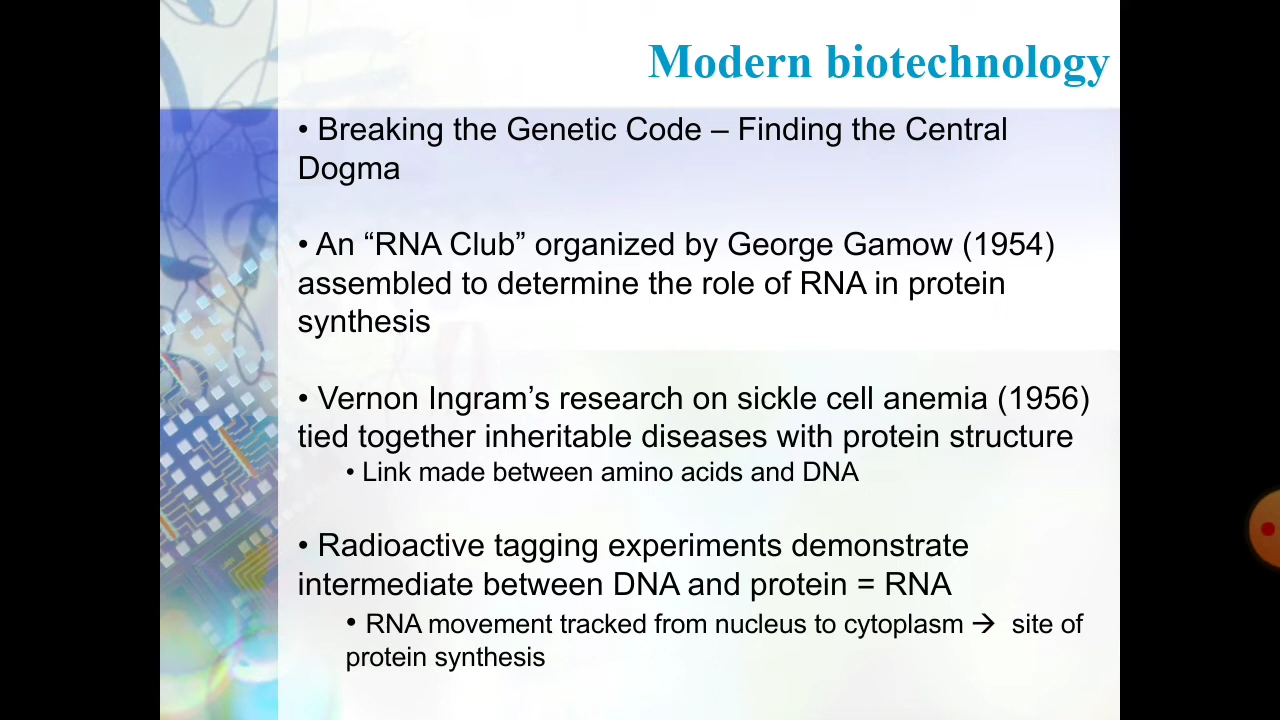 Modern biotechnology
• Breaking the Genetic Code – Finding the Central
Dogma
• An “RNA Club” organized by George Gamow (1954)
assembled to determine the role of RNA in protein
synthesis
• Vernon Ingram’s research on sickle cell anemia (1956)
tied together inheritable diseases with protein structure
• Link made between amino acids and DNA
• Radioactive tagging experiments demonstrate
intermediate between DNA and protein = RNA
• RNA movement tracked from nucleus to cytoplasm → site of
protein synthesis